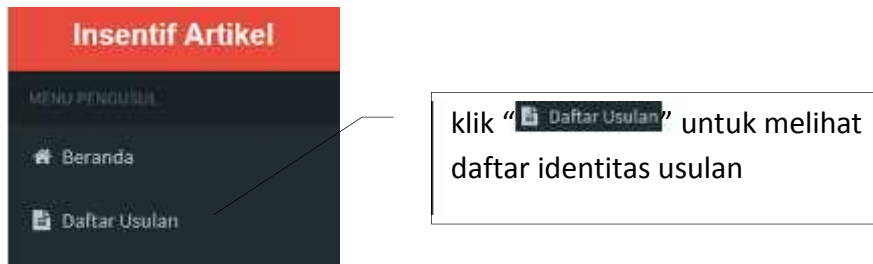 Insentif Artikel
MENU PENGUSUL
Beranda
Daftar Usulan
klik “ Daftar Usulan” untuk melihat
daftar identitas usulan